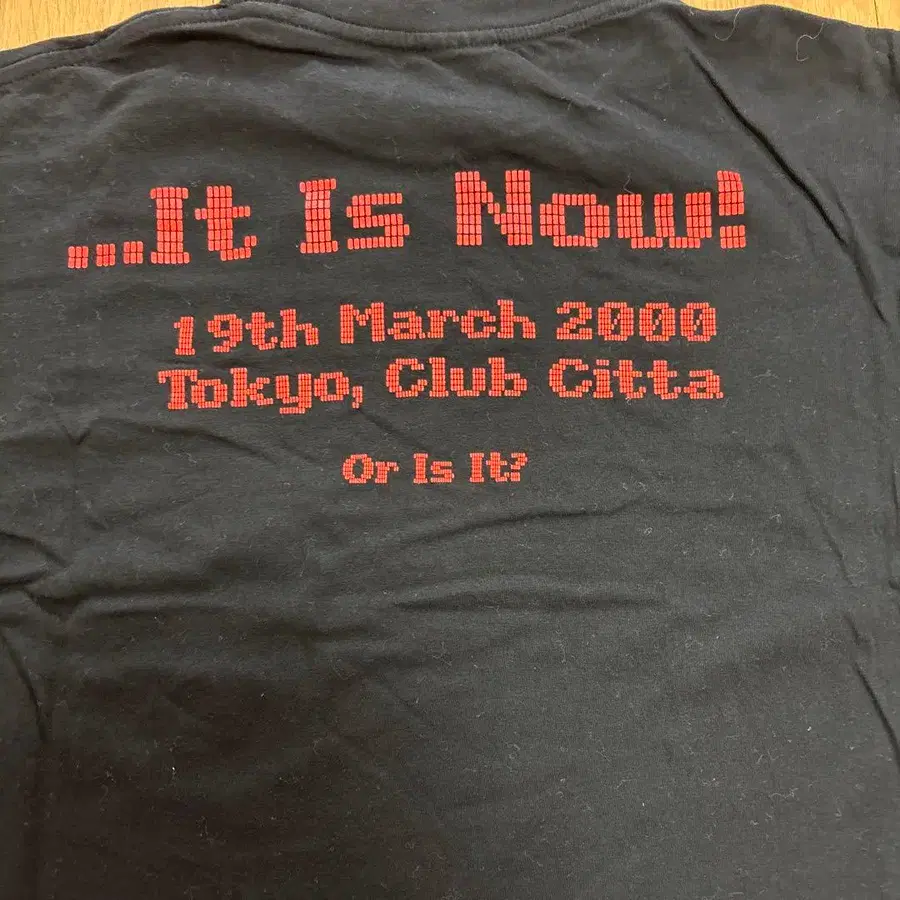 ...It Is Now!
19th March 2000
Tokyo, Club Citta
Or Is It?